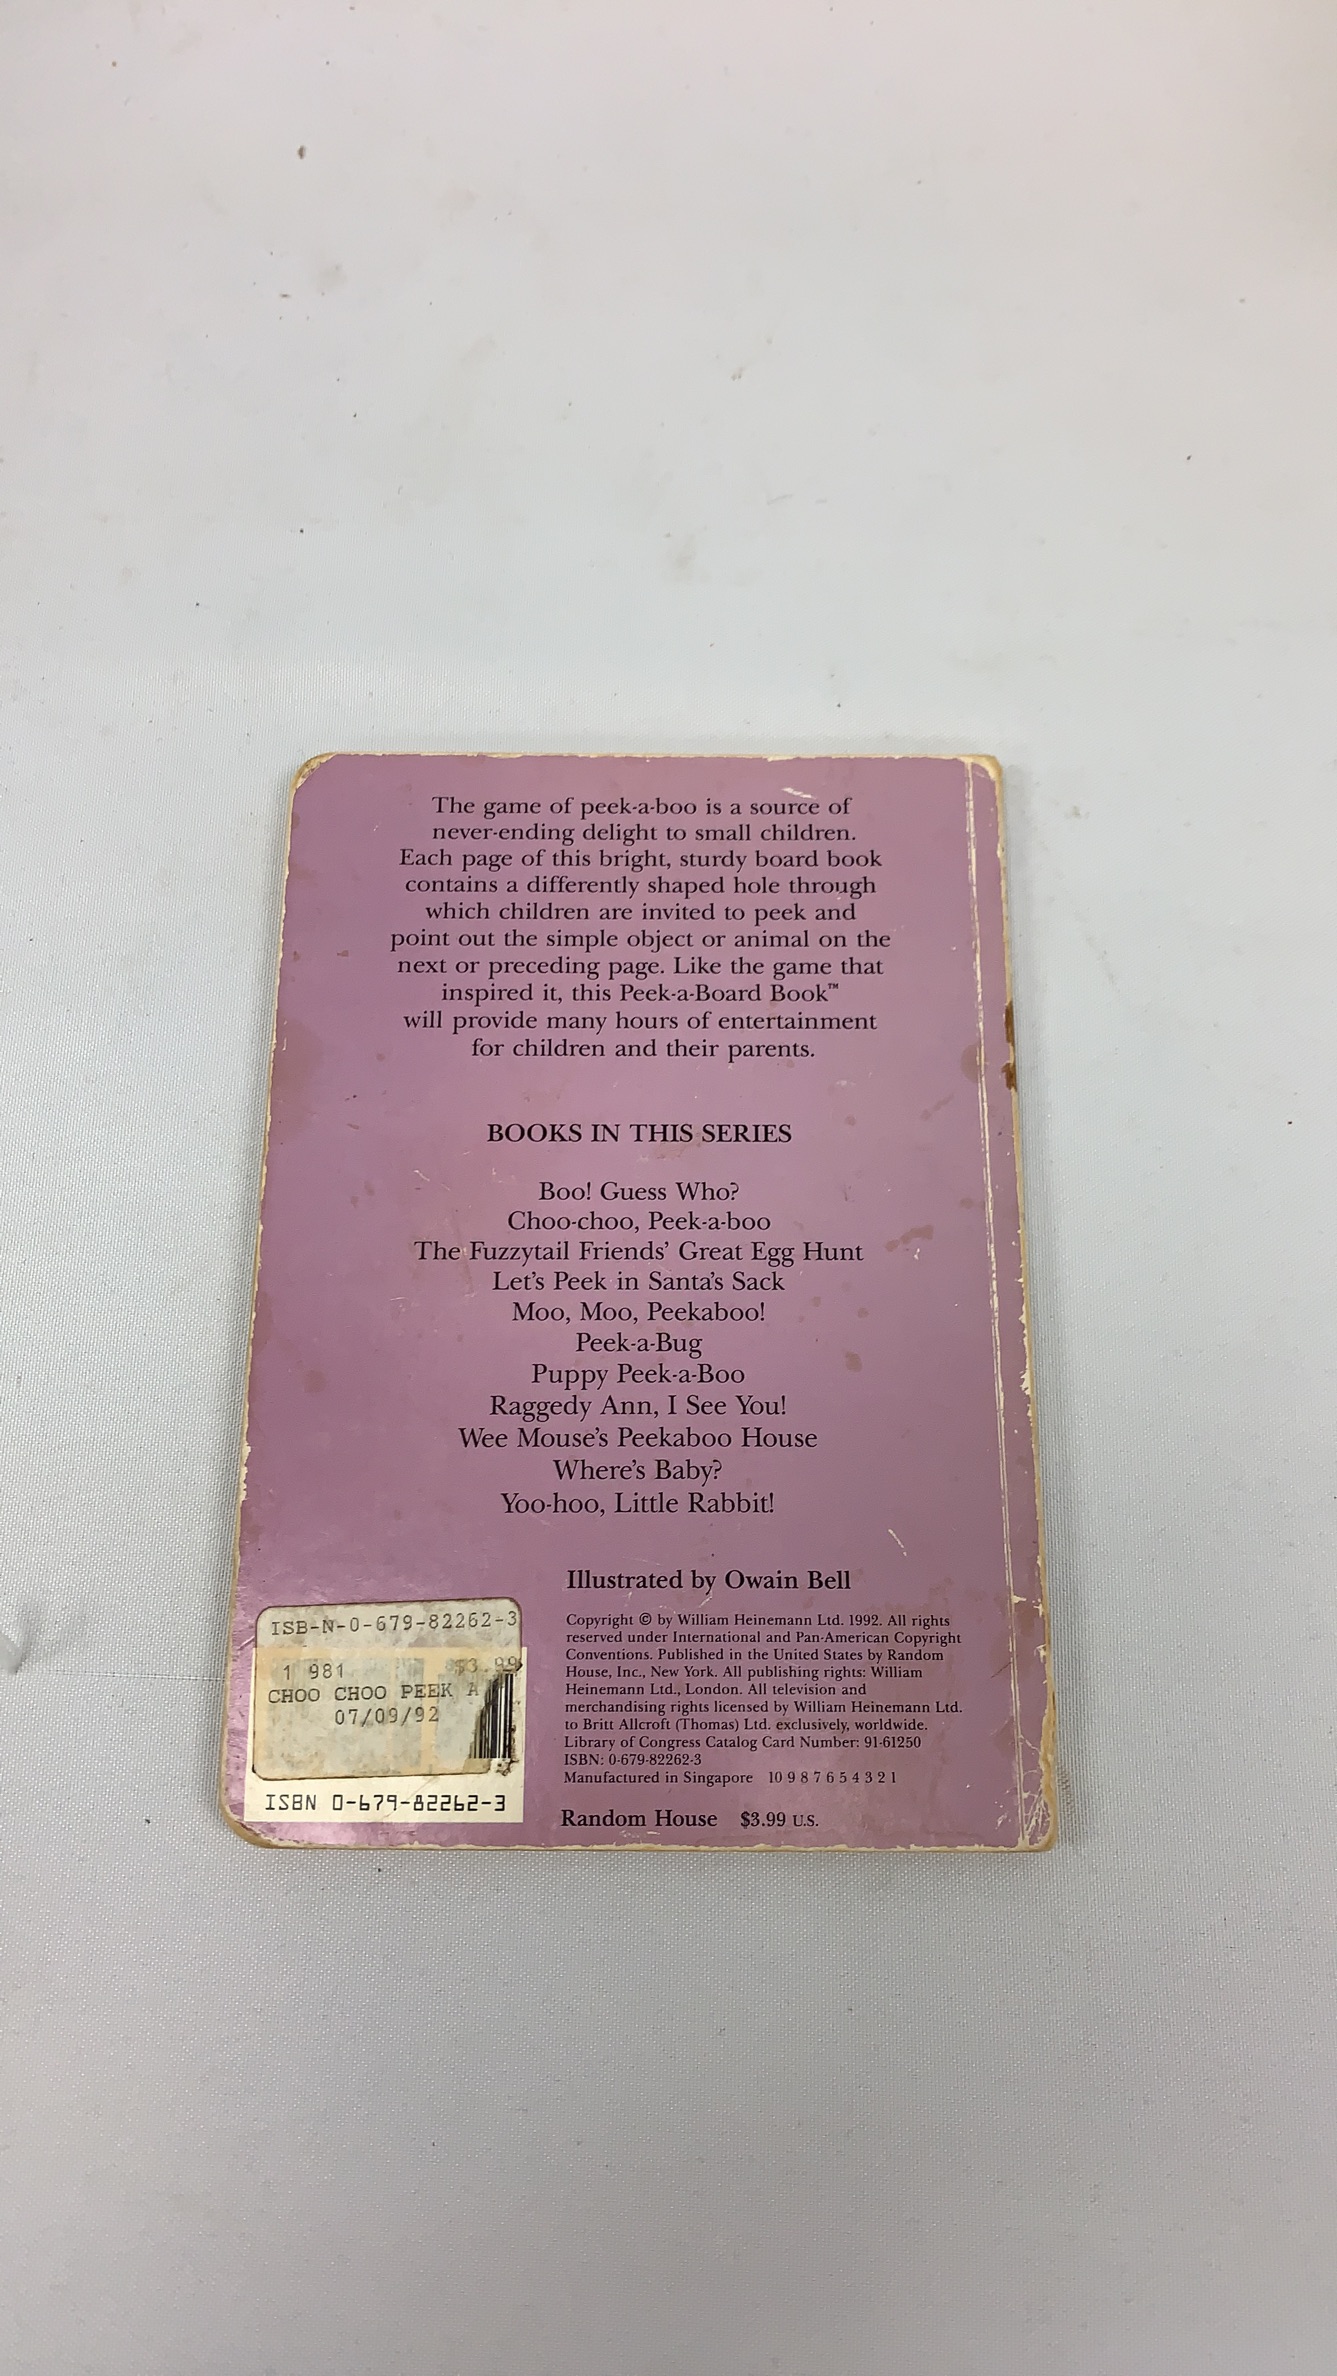 The game of peek-a-boo is a source of
never-ending delight to small children.
Each page of this bright, sturdy board book
contains a differently shaped hole through
which children are invited to peek and
point out the simple object or animal on the
next or preceding page. Like the game that
inspired it, this Peek-a-Board Book™
will provide many hours of entertainment
for children and their parents.
BOOKS IN THIS SERIES
Boo! Guess Who?
Choo-choo, Peek-a-boo
The Fuzzytail Friends' Great Egg Hunt
Let's Peek in Santa's Sack
Moo, Moo, Peekaboo!
Peek-a-Bug
Puppy Peek-a-Boo
Raggedy Ann, I See You!
Wee Mouse's Peekaboo House
Where's Baby?
Yoo-hoo, Little Rabbit!
Illustrated by Owain Bell
Copyright © by William Heinemann Ltd. 1992. All rights
reserved under International and Pan-American Copyright
Conventions. Published in the United States by Random
House, Inc., New York. All publishing rights: William
Heinemann Ltd., London. All television and
merchandising rights licensed by William Heinemann Ltd.
to Britt Allcroft (Thomas) Ltd. exclusively, worldwide.
Library of Congress Catalog Card Number: 91-61250
ISBN: 0-679-82262-3
Manufactured in Singapore 10 9 8 7 6 5 4 3 2 1
Random House $3.99 U.S.
ISB-N-0-679-82262-3
1 981 $3.99
CHOO CHOO PEEK A
07/09/92
ISBN 0-679-82262-3